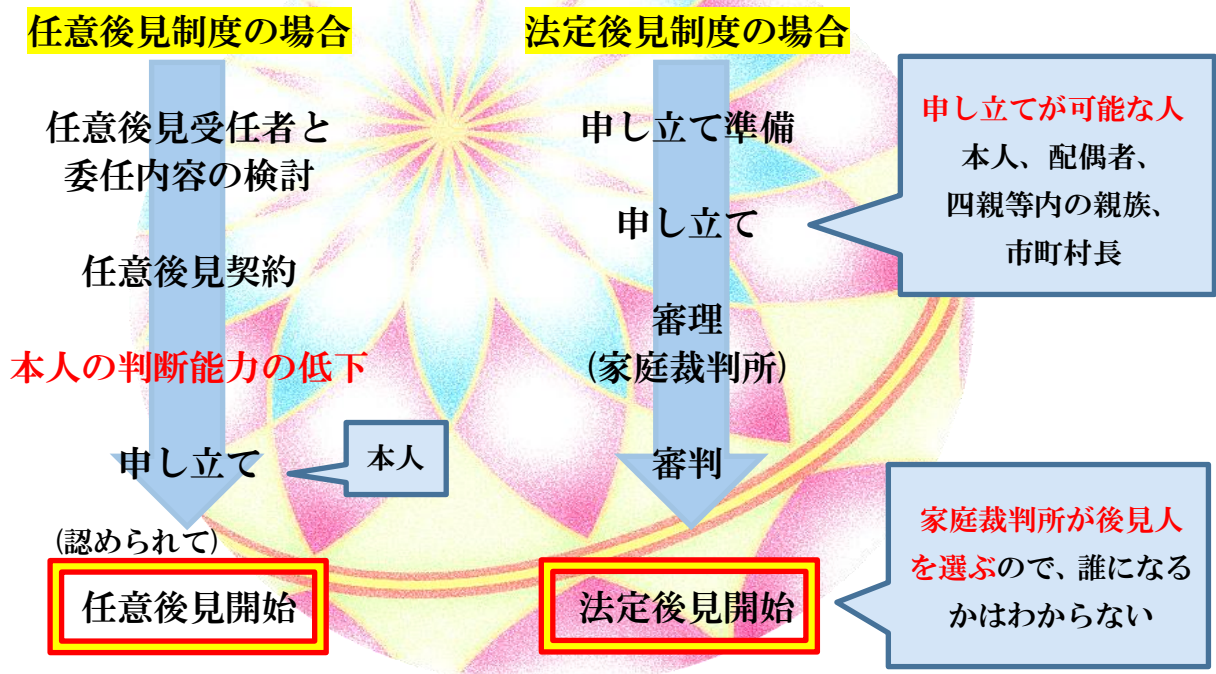 任意後見制度の場合
任意後見受任者と
委任内容の検討
任意後見契約
本人の判断能力の低下
申し立て
本人
(認められて)
任意後見開始
法定後見制度の場合
申し立て準備
申し立て
申し立てが可能な人
本人、配偶者、
四親等内の親族、
市町村長
審理
(家庭裁判所)
審判
法定後見開始
家庭裁判所が後見人
を選ぶので、誰になる
かはわからない